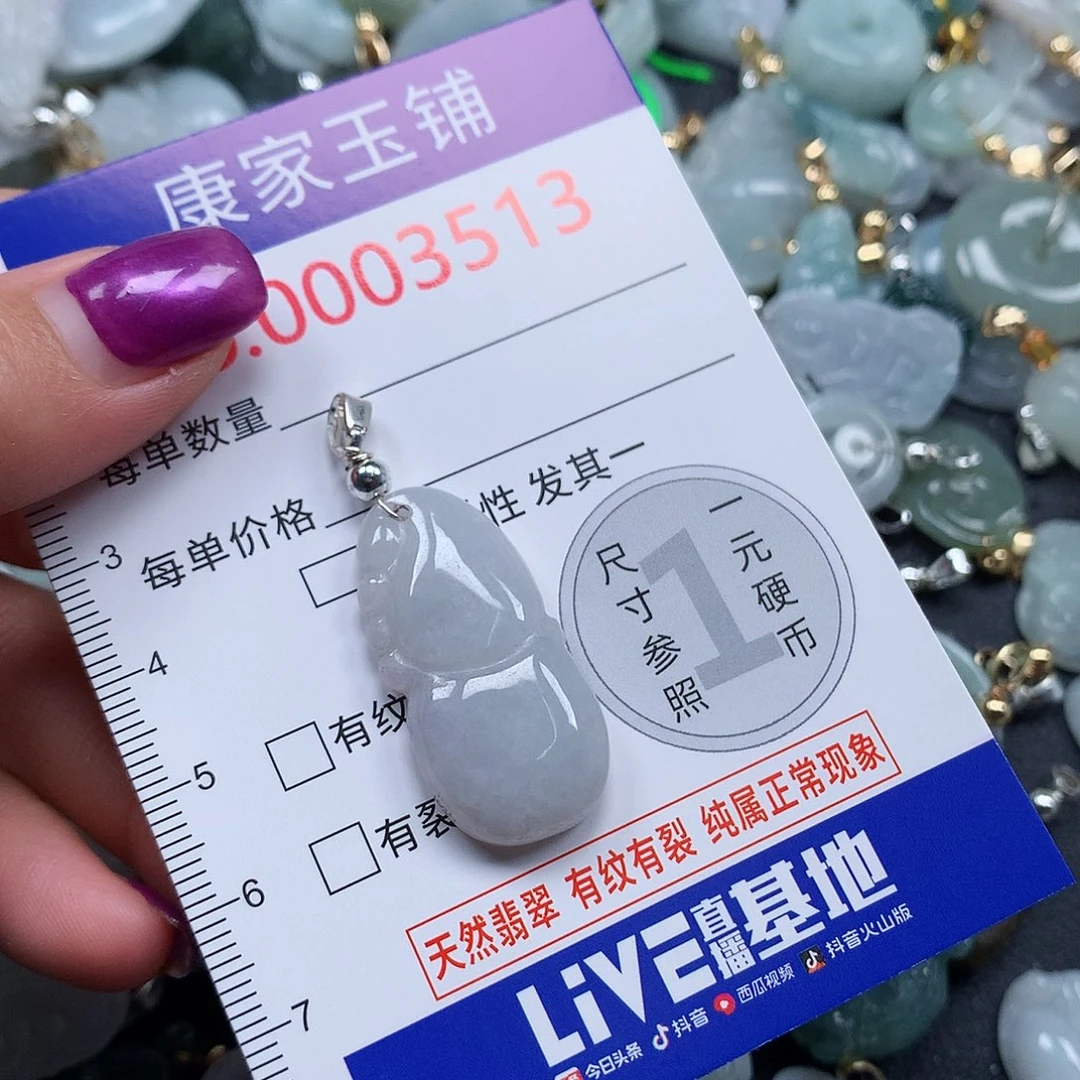 康家玉铺
.0003513
每单数量
每单价格
性 发其一
尺寸参照
1
一元硬币
3
4
5
6
7
有纹
有裂
天然翡翠 有纹有裂 纯属正常现象
LiVE直播基地
今日头条 抖音 西瓜视频 抖音火山版